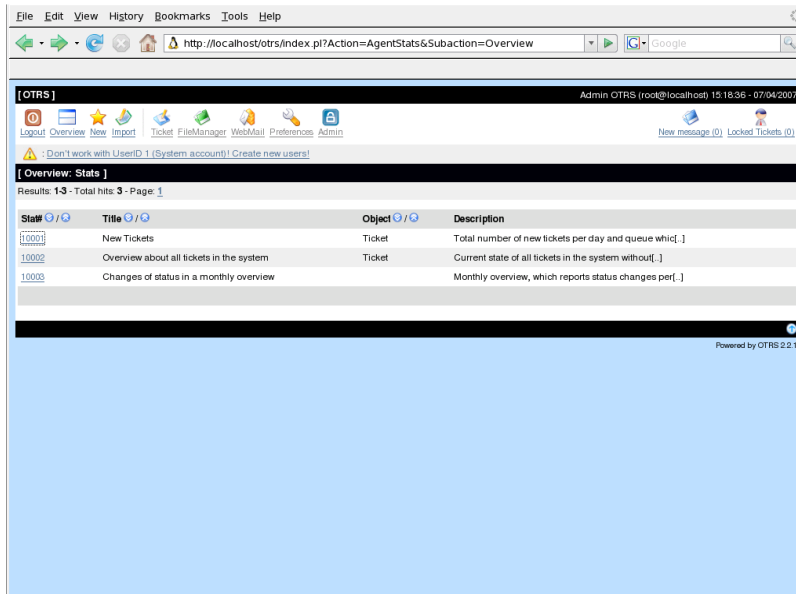 File Edit View History Bookmarks Tools Help
http://localhost/otrs/index.pl?Action=AgentStats&Subaction=Overview
G Google
[ OTRS ] Admin OTRS (root@localhost) 15:18:36 - 07/04/2007
Logout Overview New Import Ticket FileManager WebMail Preferences Admin New message (0) Locked Tickets (0)
: Don't work with UserID 1 (System account)! Create new users!
[ Overview: Stats ]
Results: 1-3 - Total hits: 3 - Page: 1
Stat# / Title / Object / Description
10001 New Tickets Ticket Total number of new tickets per day and queue whic[..]
10002 Overview about all tickets in the system Ticket Current state of all tickets in the system without[..]
10003 Changes of status in a monthly overview Monthly overview, which reports status changes per[..]
Powered by OTRS 2.2.1